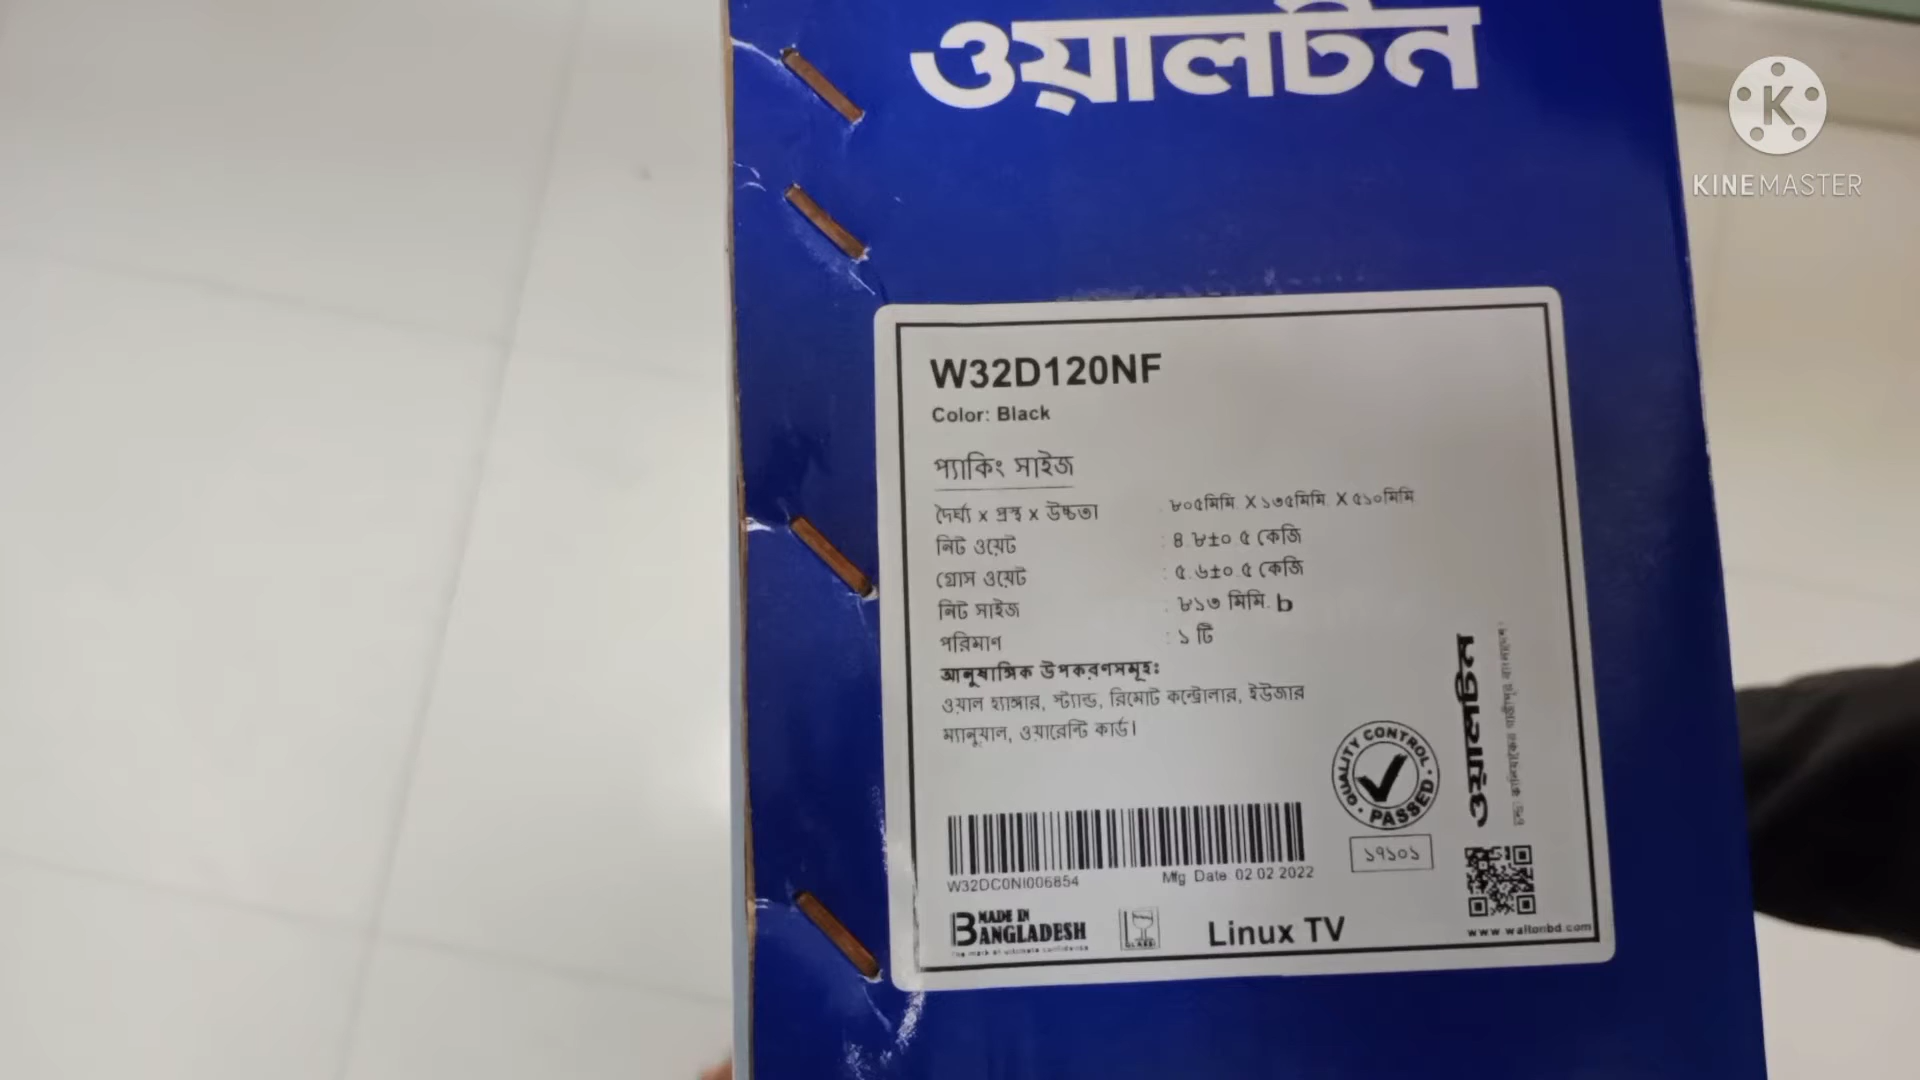 ওয়ালটন
K
KINEMASTER
W32D120NF
Color: Black
প্যাকিং সাইজ
দৈর্ঘ্য x প্রস্থ x উচ্চতা : ৮০৫মিমি. X ১৩৫মিমি. X ৫১০মিমি.
নিট ওয়েট : ৪.৮±০.৫ কেজি
গ্রোস ওয়েট : ৫.৬±০.৫ কেজি
নিট সাইজ : ৮১৩ মিমি. b
পরিমাণ : ১ টি
আনুষাঙ্গিক উপকরণসমূহঃ
ওয়াল হ্যাঙ্গার, স্ট্যান্ড, রিমোট কন্ট্রোলার, ইউজার
ম্যানুয়াল, ওয়ারেন্টি কার্ড।
ওয়ালটন
QUALITY CONTROL
PASSED
১৭১০১
W32DC0NI006854
Mfg Date: 02.02.2022
MADE IN
BANGLADESH
GLASS
Linux TV
www.waltonbd.com